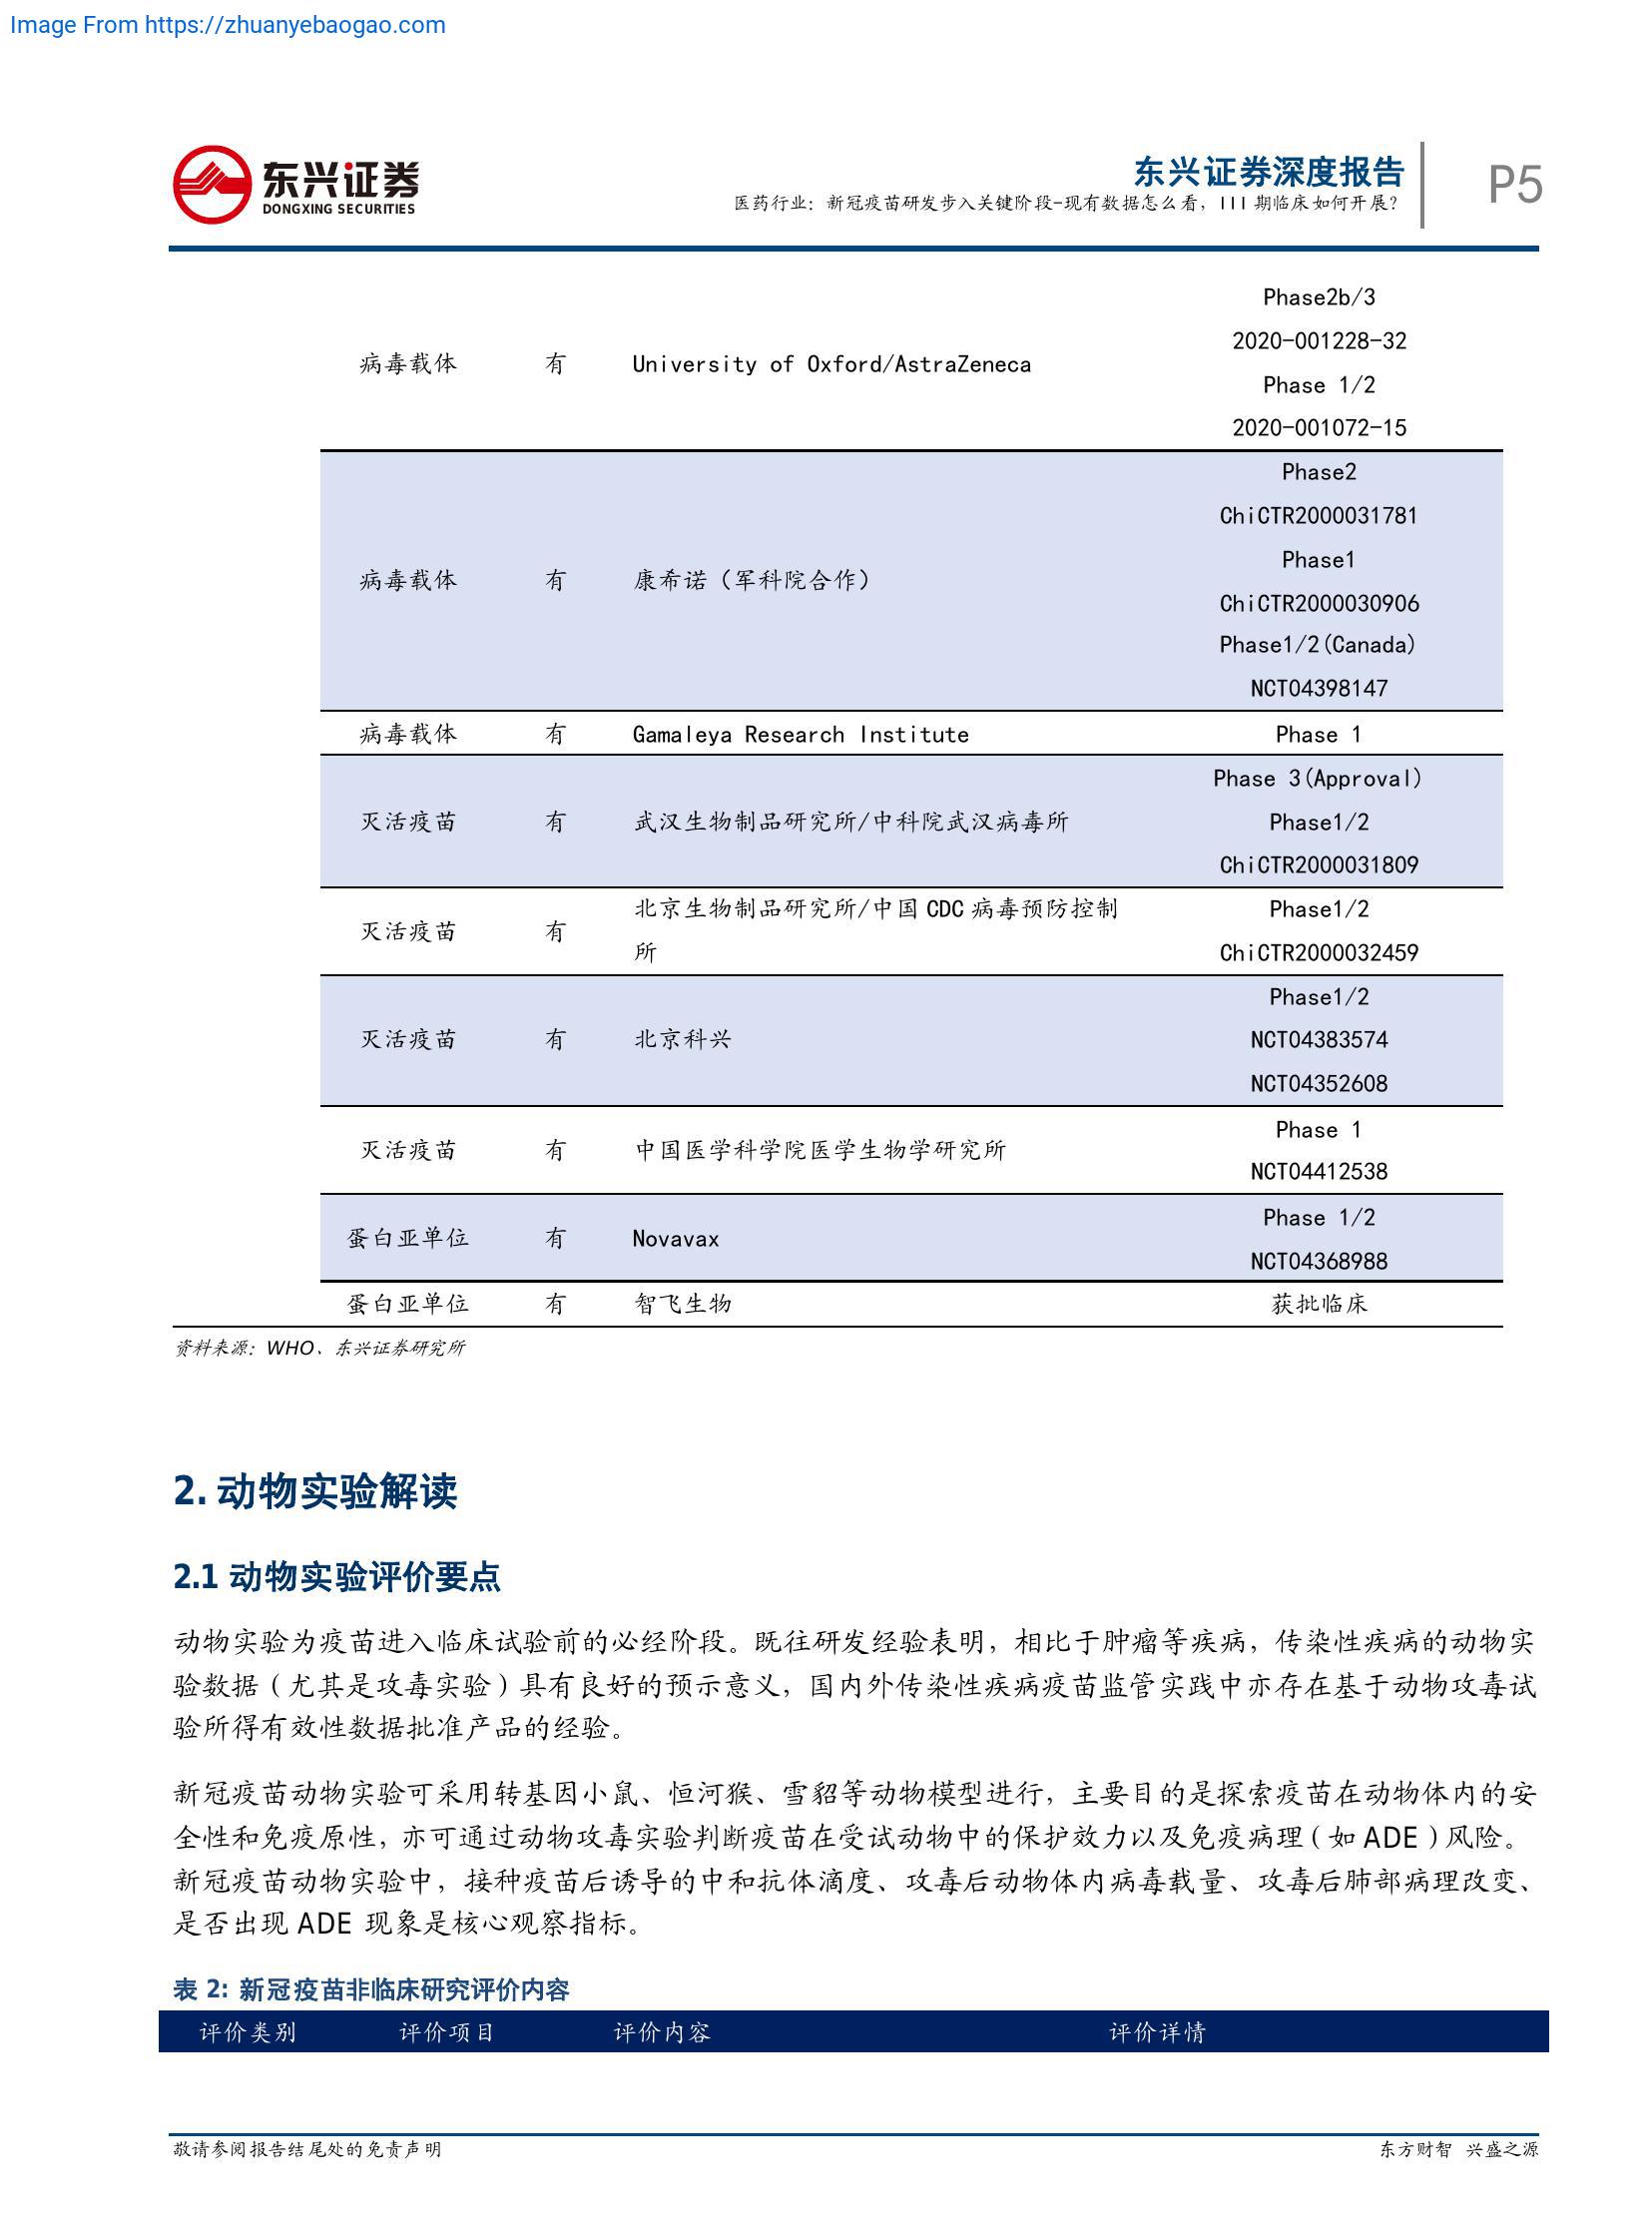 Image From https://zhuanyebaogao.com
东兴证券
DONGXING SECURITIES
东兴证券深度报告
医药行业：新冠疫苗研发步入关键阶段-现有数据怎么看，III 期临床如何开展？
P5
Phase2b/3
2020-001228-32
病毒载体 有 University of Oxford/AstraZeneca
Phase 1/2
2020-001072-15
Phase2
ChiCTR2000031781
Phase1
病毒载体 有 康希诺（军科院合作）
ChiCTR2000030906
Phase1/2(Canada)
NCT04398147
病毒载体 有 Gamaleya Research Institute Phase 1
Phase 3(Approval)
灭活疫苗 有 武汉生物制品研究所/中科院武汉病毒所 Phase1/2
ChiCTR2000031809
北京生物制品研究所/中国 CDC 病毒预防控制 Phase1/2
灭活疫苗 有
所 ChiCTR2000032459
Phase1/2
灭活疫苗 有 北京科兴 NCT04383574
NCT04352608
Phase 1
灭活疫苗 有 中国医学科学院医学生物学研究所
NCT04412538
Phase 1/2
蛋白亚单位 有 Novavax
NCT04368988
蛋白亚单位 有 智飞生物 获批临床
资料来源：WHO、东兴证券研究所
2. 动物实验解读
2.1 动物实验评价要点
动物实验为疫苗进入临床试验前的必经阶段。既往研发经验表明，相比于肿瘤等疾病，传染性疾病的动物实
验数据（尤其是攻毒实验）具有良好的预示意义，国内外传染性疾病疫苗监管实践中亦存在基于动物攻毒试
验所得有效性数据批准产品的经验。
新冠疫苗动物实验可采用转基因小鼠、恒河猴、雪貂等动物模型进行，主要目的是探索疫苗在动物体内的安
全性和免疫原性，亦可通过动物攻毒实验判断疫苗在受试动物中的保护效力以及免疫病理（如 ADE）风险。
新冠疫苗动物实验中，接种疫苗后诱导的中和抗体滴度、攻毒后动物体内病毒载量、攻毒后肺部病理改变、
是否出现 ADE 现象是核心观察指标。
表 2: 新冠疫苗非临床研究评价内容
评价类别 评价项目 评价内容 评价详情
敬请参阅报告结尾处的免责声明
东方财智 兴盛之源